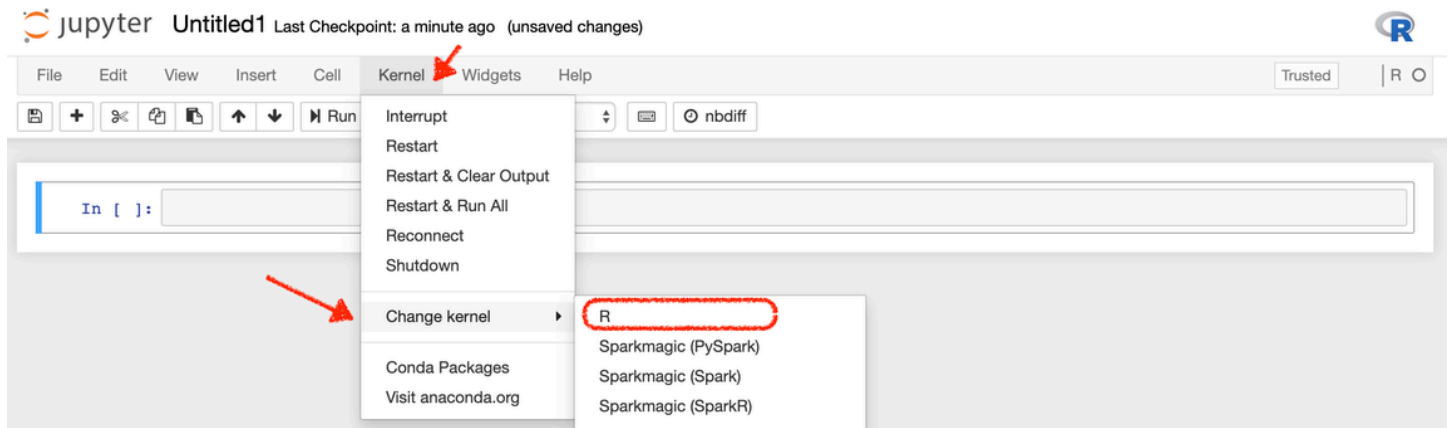 jupyter Untitled1 Last Checkpoint: a minute ago (unsaved changes)
R
File Edit View Insert Cell Kernel Widgets Help Trusted R
Run nbdiff
Interrupt
Restart
Restart & Clear Output
In [ ]:
Restart & Run All
Reconnect
Shutdown
Change kernel R
Sparkmagic (PySpark)
Conda Packages
Sparkmagic (Spark)
Visit anaconda.org
Sparkmagic (SparkR)